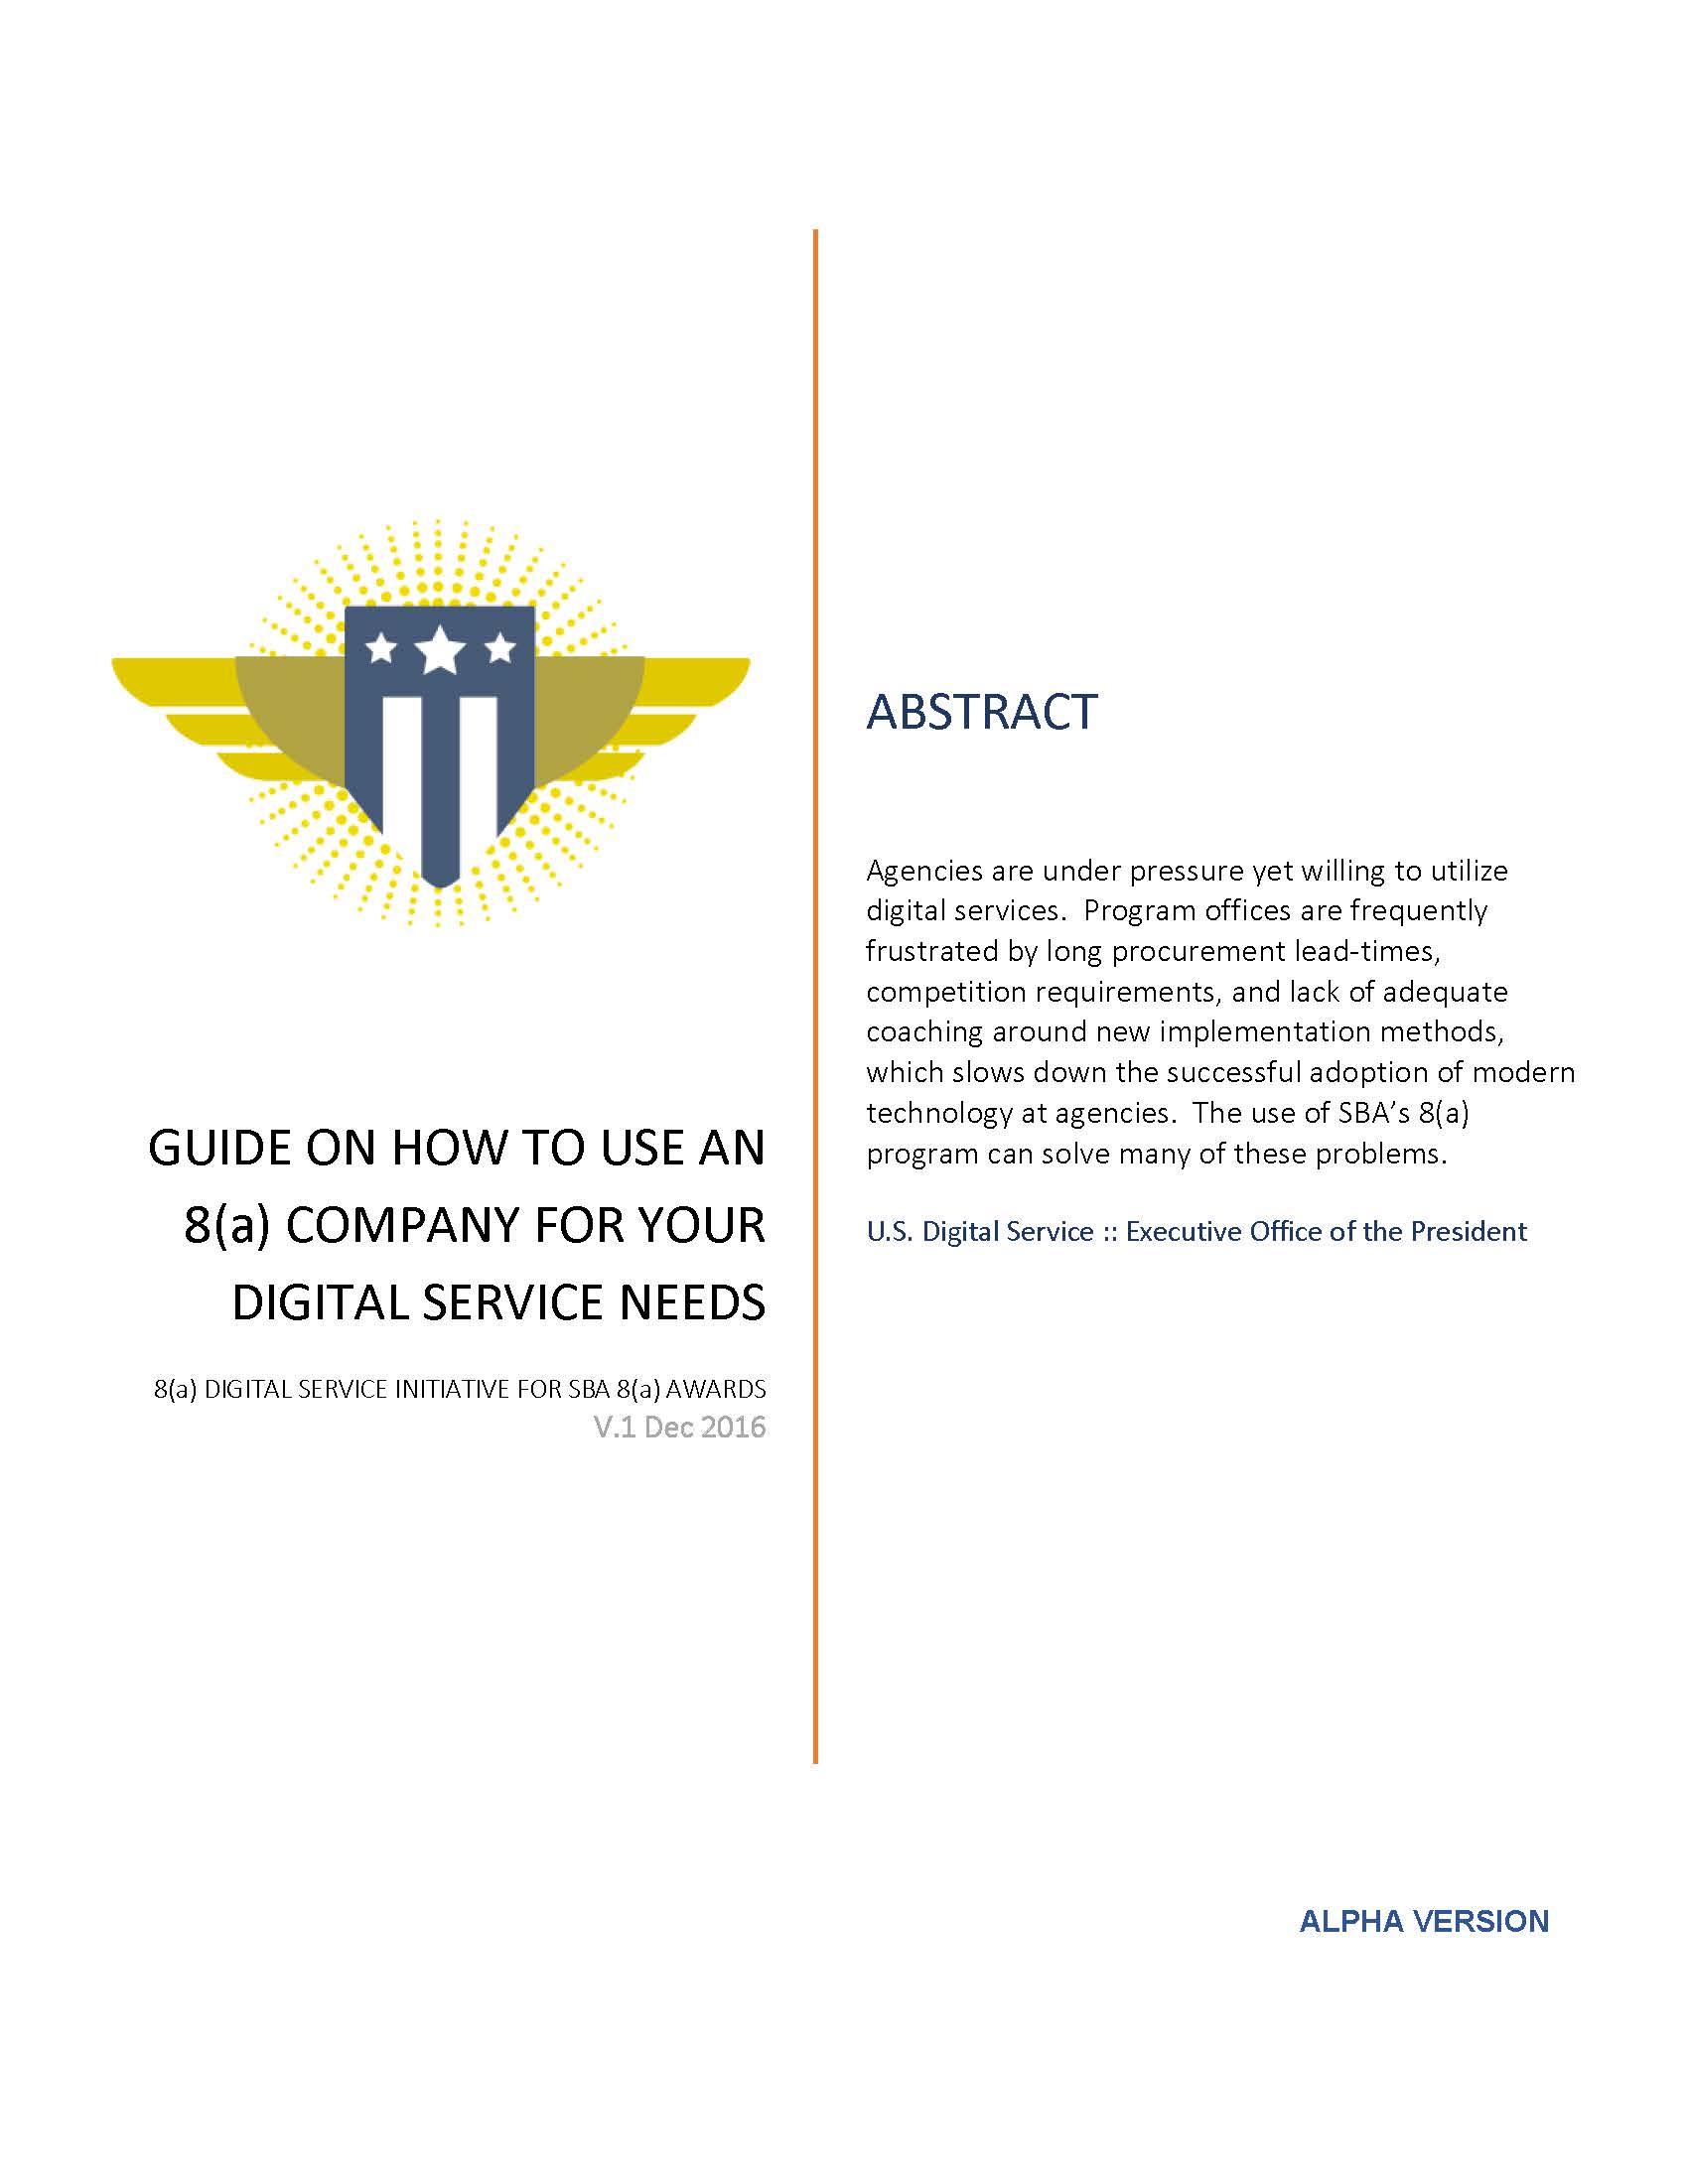 GUIDE ON HOW TO USE AN
8(a) COMPANY FOR YOUR
DIGITAL SERVICE NEEDS
8(a) DIGITAL SERVICE INITIATIVE FOR SBA 8(a) AWARDS
V.1 Dec 2016
ABSTRACT
Agencies are under pressure yet willing to utilize
digital services.  Program offices are frequently
frustrated by long procurement lead-times,
competition requirements, and lack of adequate
coaching around new implementation methods,
which slows down the successful adoption of modern
technology at agencies.  The use of SBA’s 8(a)
program can solve many of these problems.
U.S. Digital Service :: Executive Office of the President
ALPHA VERSION